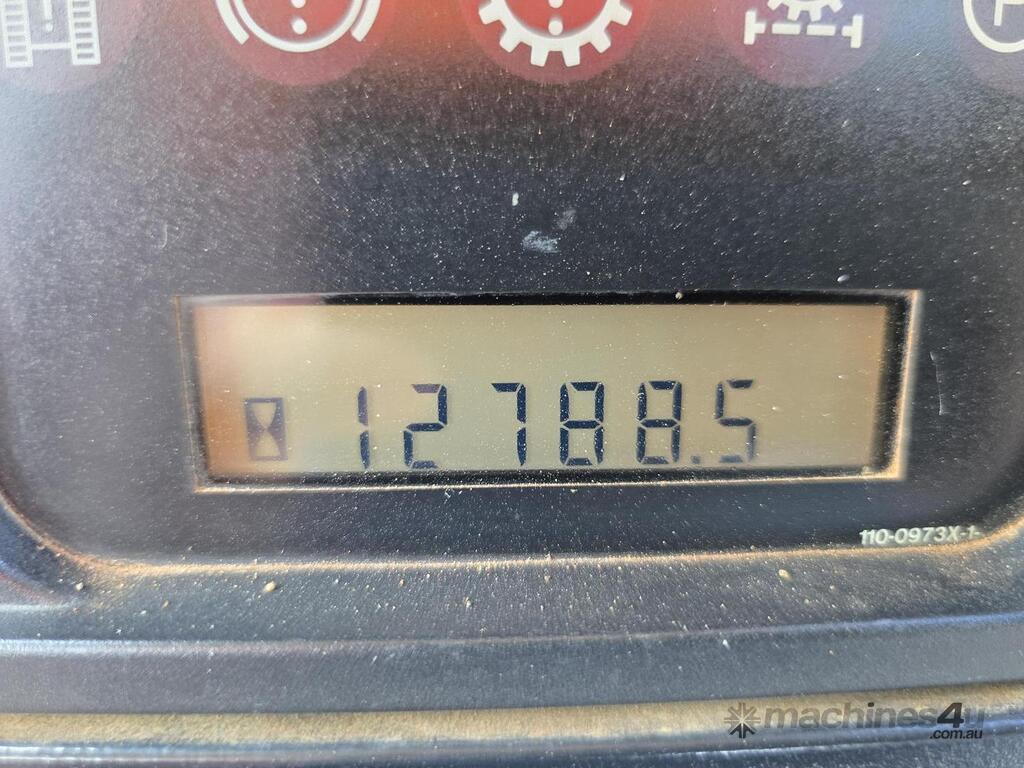 P
12788.5
110-0973X-1-
machines4u
.com.au